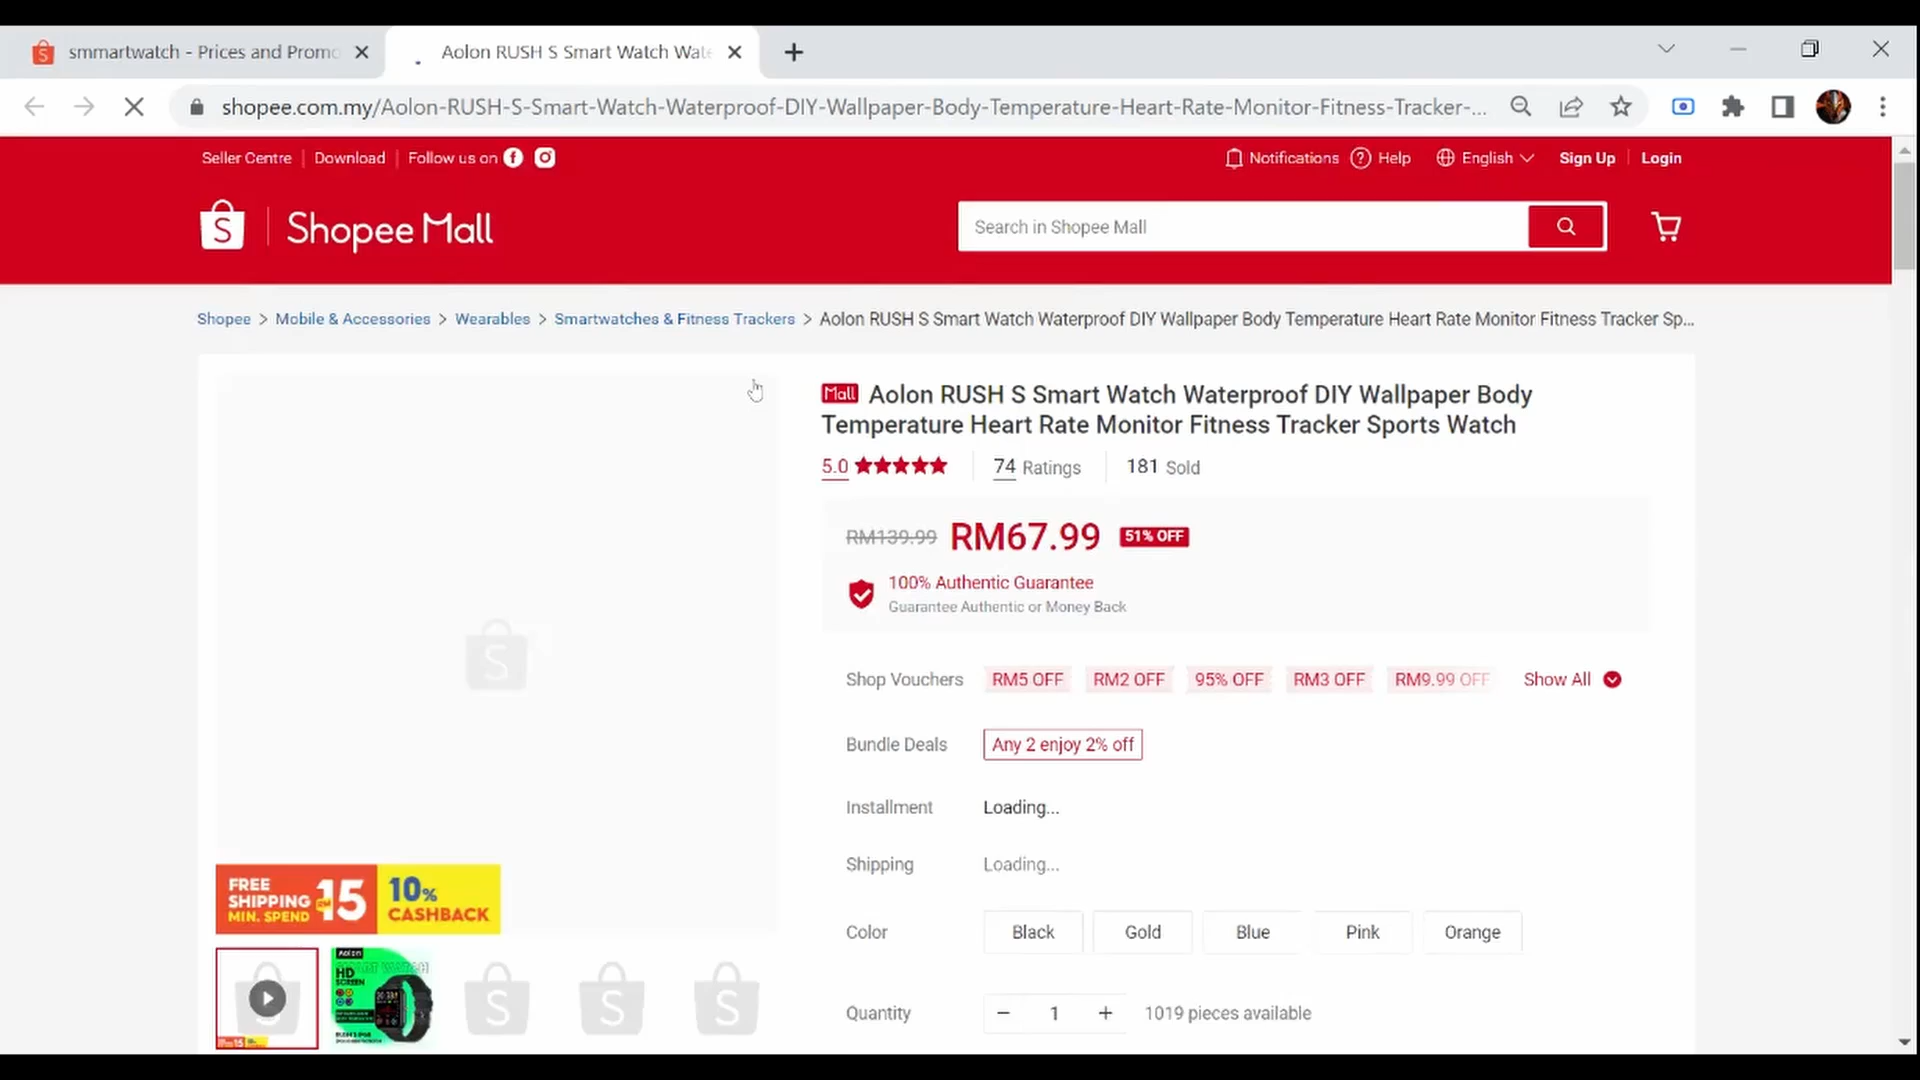 smmartwatch - Prices and Promo
Aolon RUSH S Smart Watch Wate
shopee.com.my/Aolon-RUSH-S-Smart-Watch-Waterproof-DIY-Wallpaper-Body-Temperature-Heart-Rate-Monitor-Fitness-Tracker-...
Seller Centre Download Follow us on
Notifications Help English Sign Up Login
S Shopee Mall
Search in Shopee Mall
Shopee > Mobile & Accessories > Wearables > Smartwatches & Fitness Trackers > Aolon RUSH S Smart Watch Waterproof DIY Wallpaper Body Temperature Heart Rate Monitor Fitness Tracker Sp...
Mall Aolon RUSH S Smart Watch Waterproof DIY Wallpaper Body
Temperature Heart Rate Monitor Fitness Tracker Sports Watch
5.0 74 Ratings 181 Sold
RM139.99 RM67.99 51% OFF
100% Authentic Guarantee
Guarantee Authentic or Money Back
Shop Vouchers RM5 OFF RM2 OFF 95% OFF RM3 OFF RM9.99 OFF Show All
Bundle Deals Any 2 enjoy 2% off
Installment Loading...
Shipping Loading...
FREE
SHIPPING
MIN. SPEND RM 15
10%
CASHBACK
Color Black Gold Blue Pink Orange
Aolon
SMART WATCH
HD
SCREEN
Quantity 1 1019 pieces available